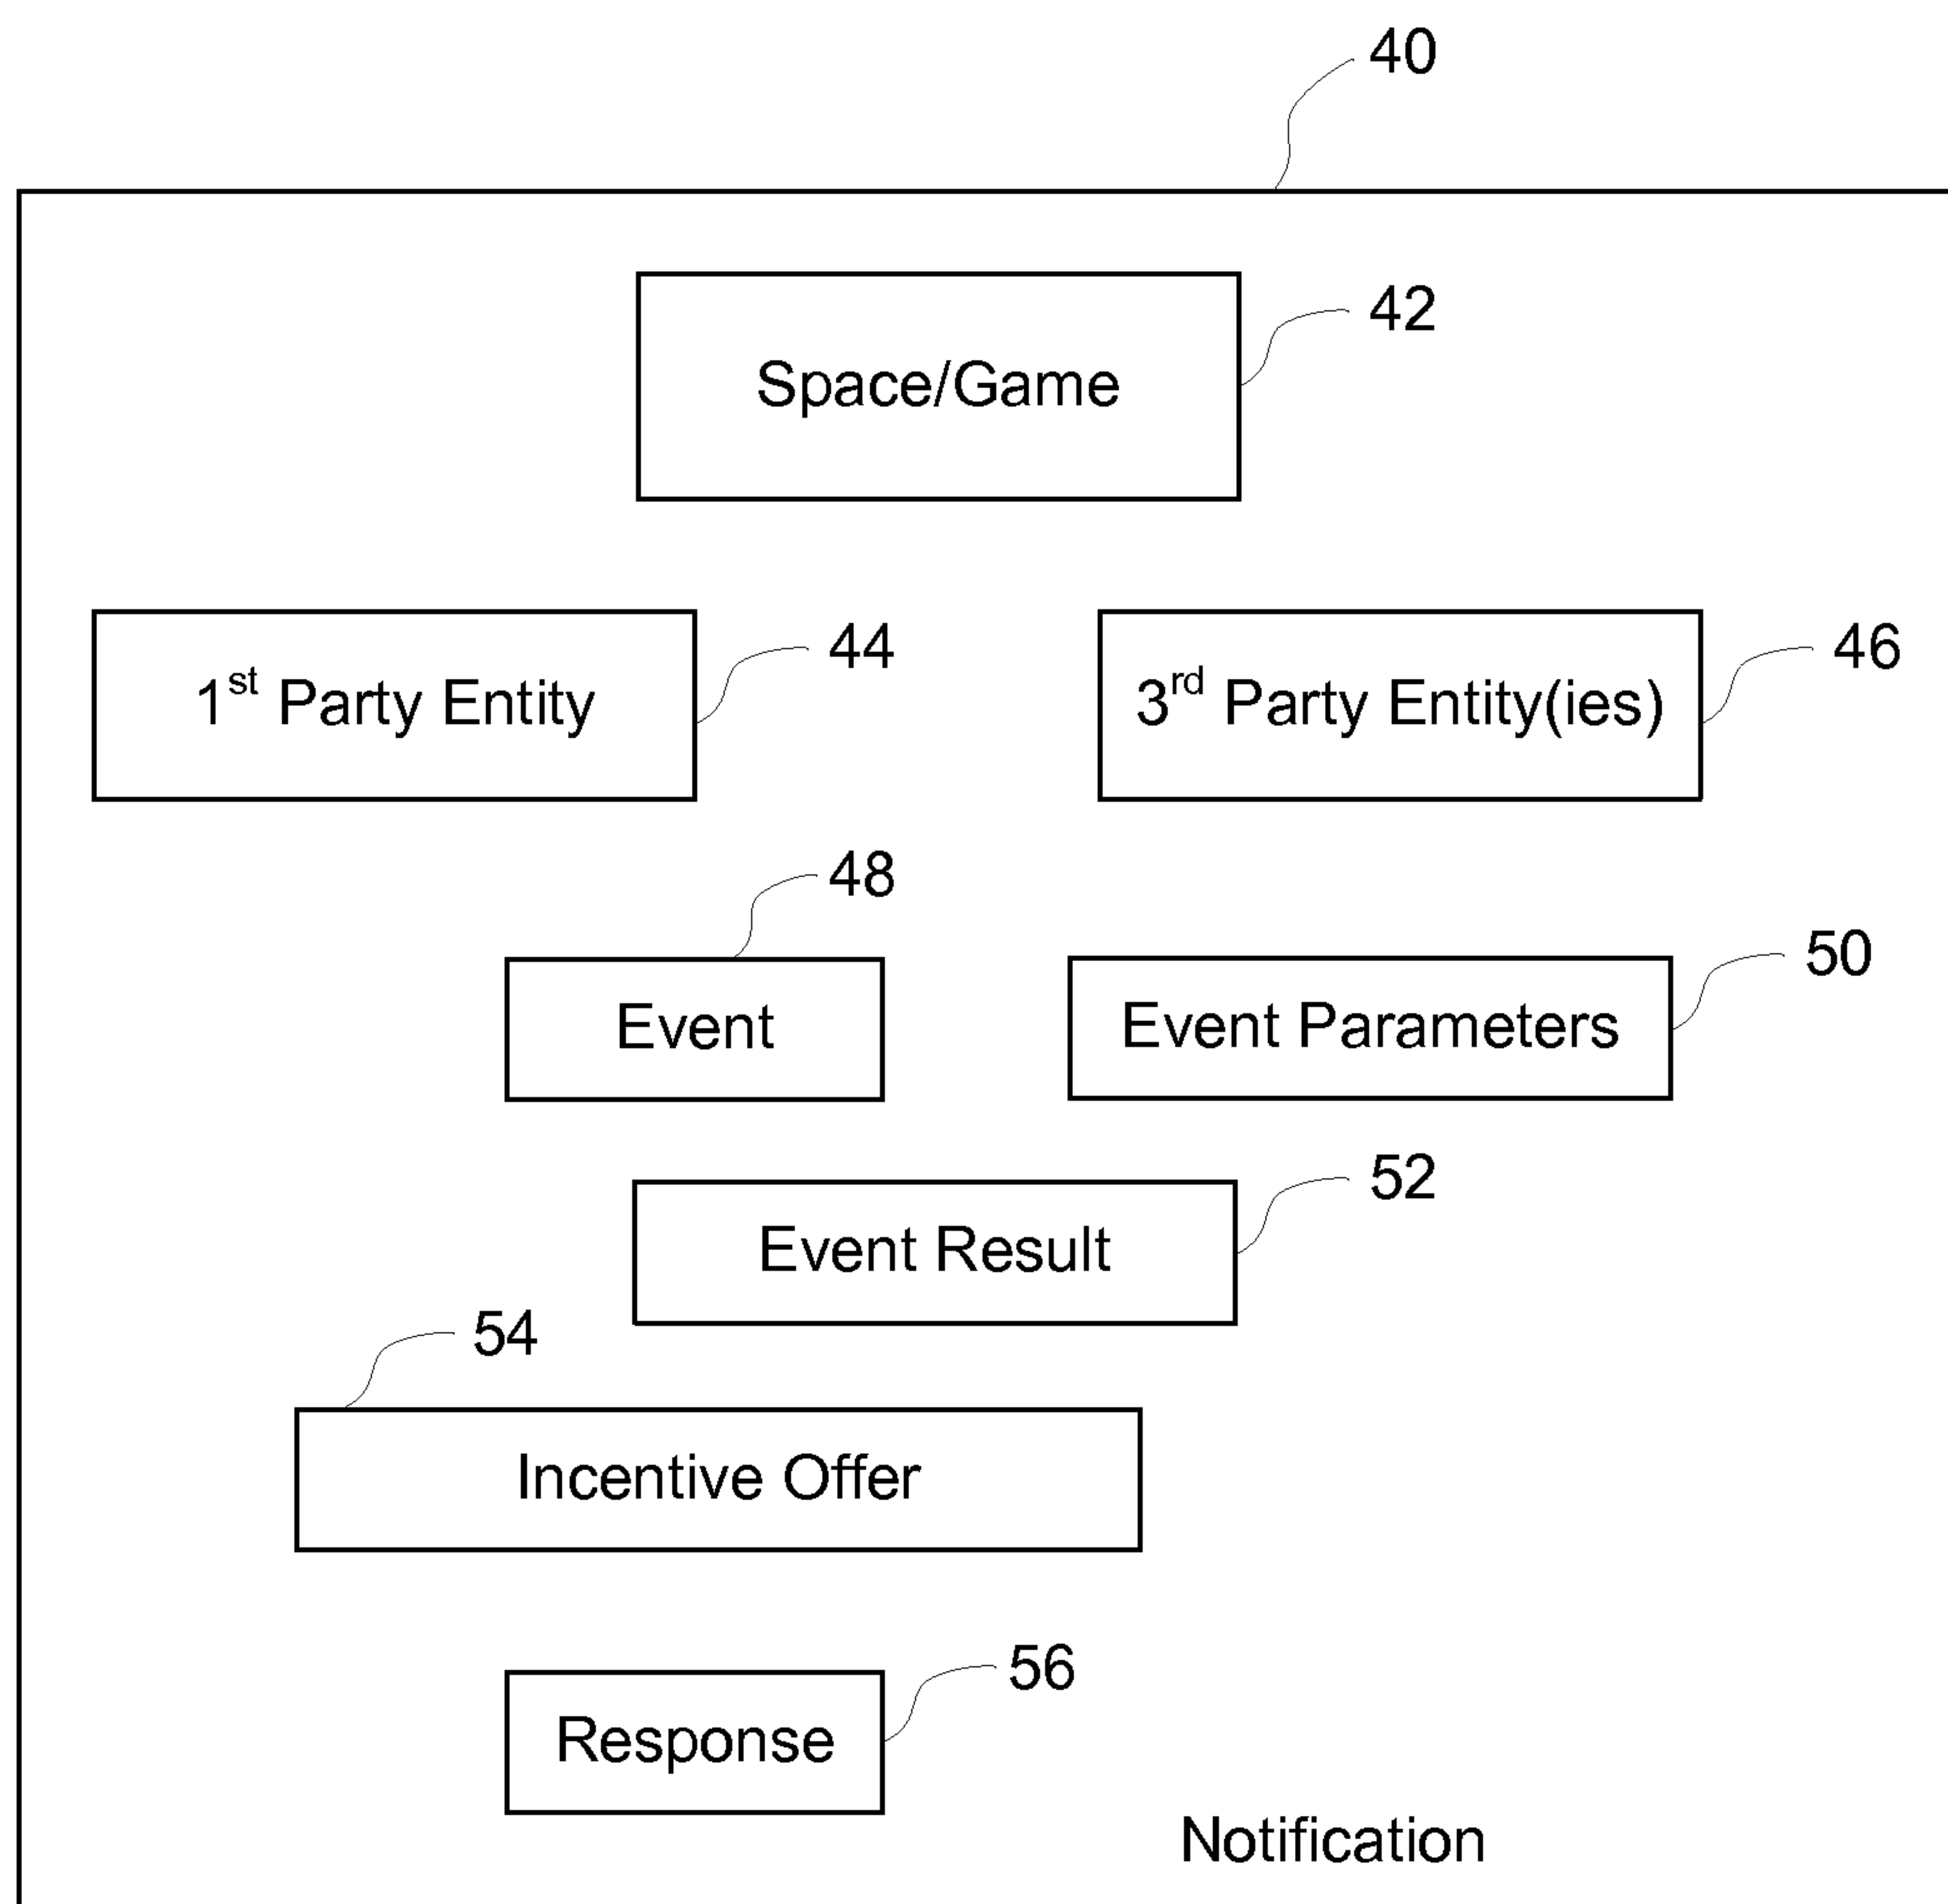 40
42
Space/Game
44
46
1st Party Entity
3rd Party Entity(ies)
48
50
Event
Event Parameters
52
Event Result
54
Incentive Offer
56
Response
Notification